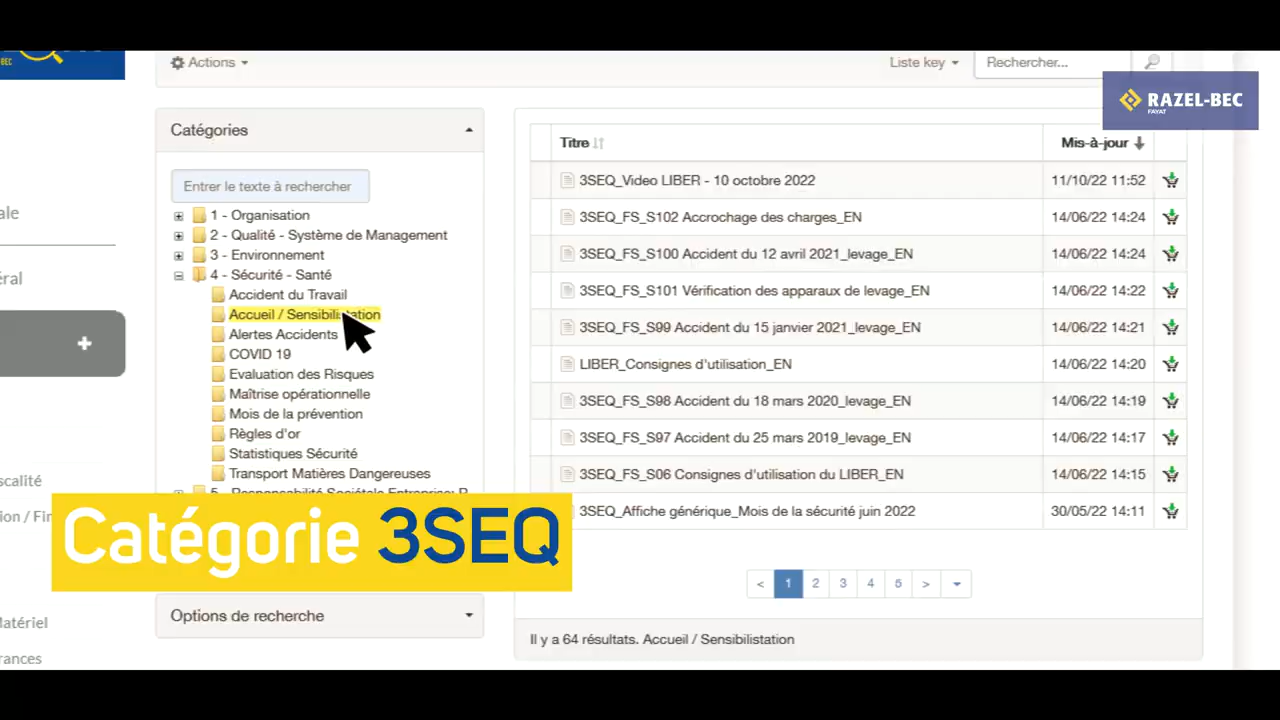 BEC
Actions
Liste key
Rechercher...
RAZEL-BEC
FAYAT
Catégories
Entrer le texte à rechercher
1 - Organisation
2 - Qualité - Système de Management
3 - Environnement
4 - Sécurité - Santé
Accident du Travail
Accueil / Sensibilistation
Alertes Accidents
COVID 19
Evaluation des Risques
Maîtrise opérationnelle
Mois de la prévention
Règles d'or
Statistiques Sécurité
Transport Matières Dangereuses
5 - Responsabilité Sociétale Entreprise: R
Catégorie 3SEQ
Options de recherche
Titre Mis-à-jour
3SEQ_Video LIBER - 10 octobre 2022 11/10/22 11:52
3SEQ_FS_S102 Accrochage des charges_EN 14/06/22 14:24
3SEQ_FS_S100 Accident du 12 avril 2021_levage_EN 14/06/22 14:24
3SEQ_FS_S101 Vérification des apparaux de levage_EN 14/06/22 14:22
3SEQ_FS_S99 Accident du 15 janvier 2021_levage_EN 14/06/22 14:21
LIBER_Consignes d'utilisation_EN 14/06/22 14:20
3SEQ_FS_S98 Accident du 18 mars 2020_levage_EN 14/06/22 14:19
3SEQ_FS_S97 Accident du 25 mars 2019_levage_EN 14/06/22 14:17
3SEQ_FS_S06 Consignes d'utilisation du LIBER_EN 14/06/22 14:15
3SEQ_Affiche générique_Mois de la sécurité juin 2022 30/05/22 14:11
< 1 2 3 4 5 >
Il y a 64 résultats. Accueil / Sensibilistation
ale
éral
+
scalité
ion / Fin
Matériel
rances